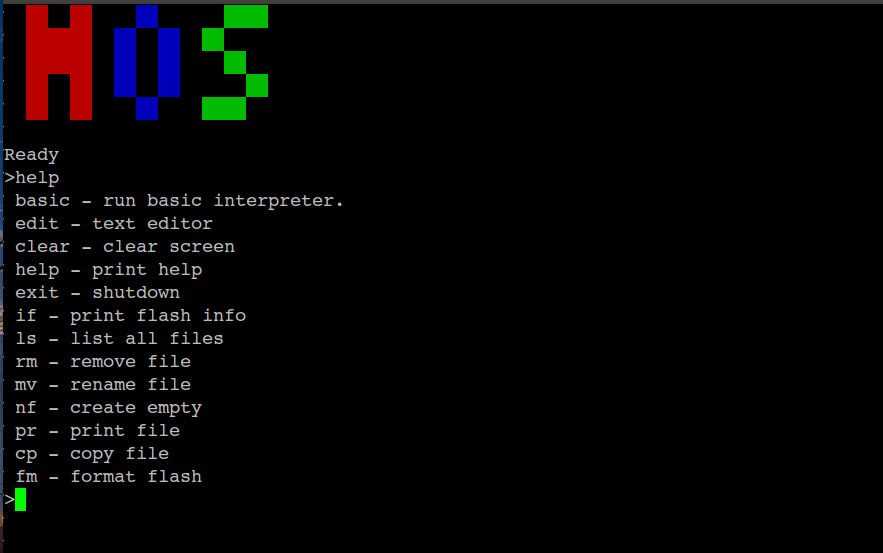 HOS
Ready
>help
basic - run basic interpreter.
edit - text editor
clear - clear screen
help - print help
exit - shutdown
if - print flash info
ls - list all files
rm - remove file
mv - rename file
nf - create empty
pr - print file
cp - copy file
fm - format flash
>